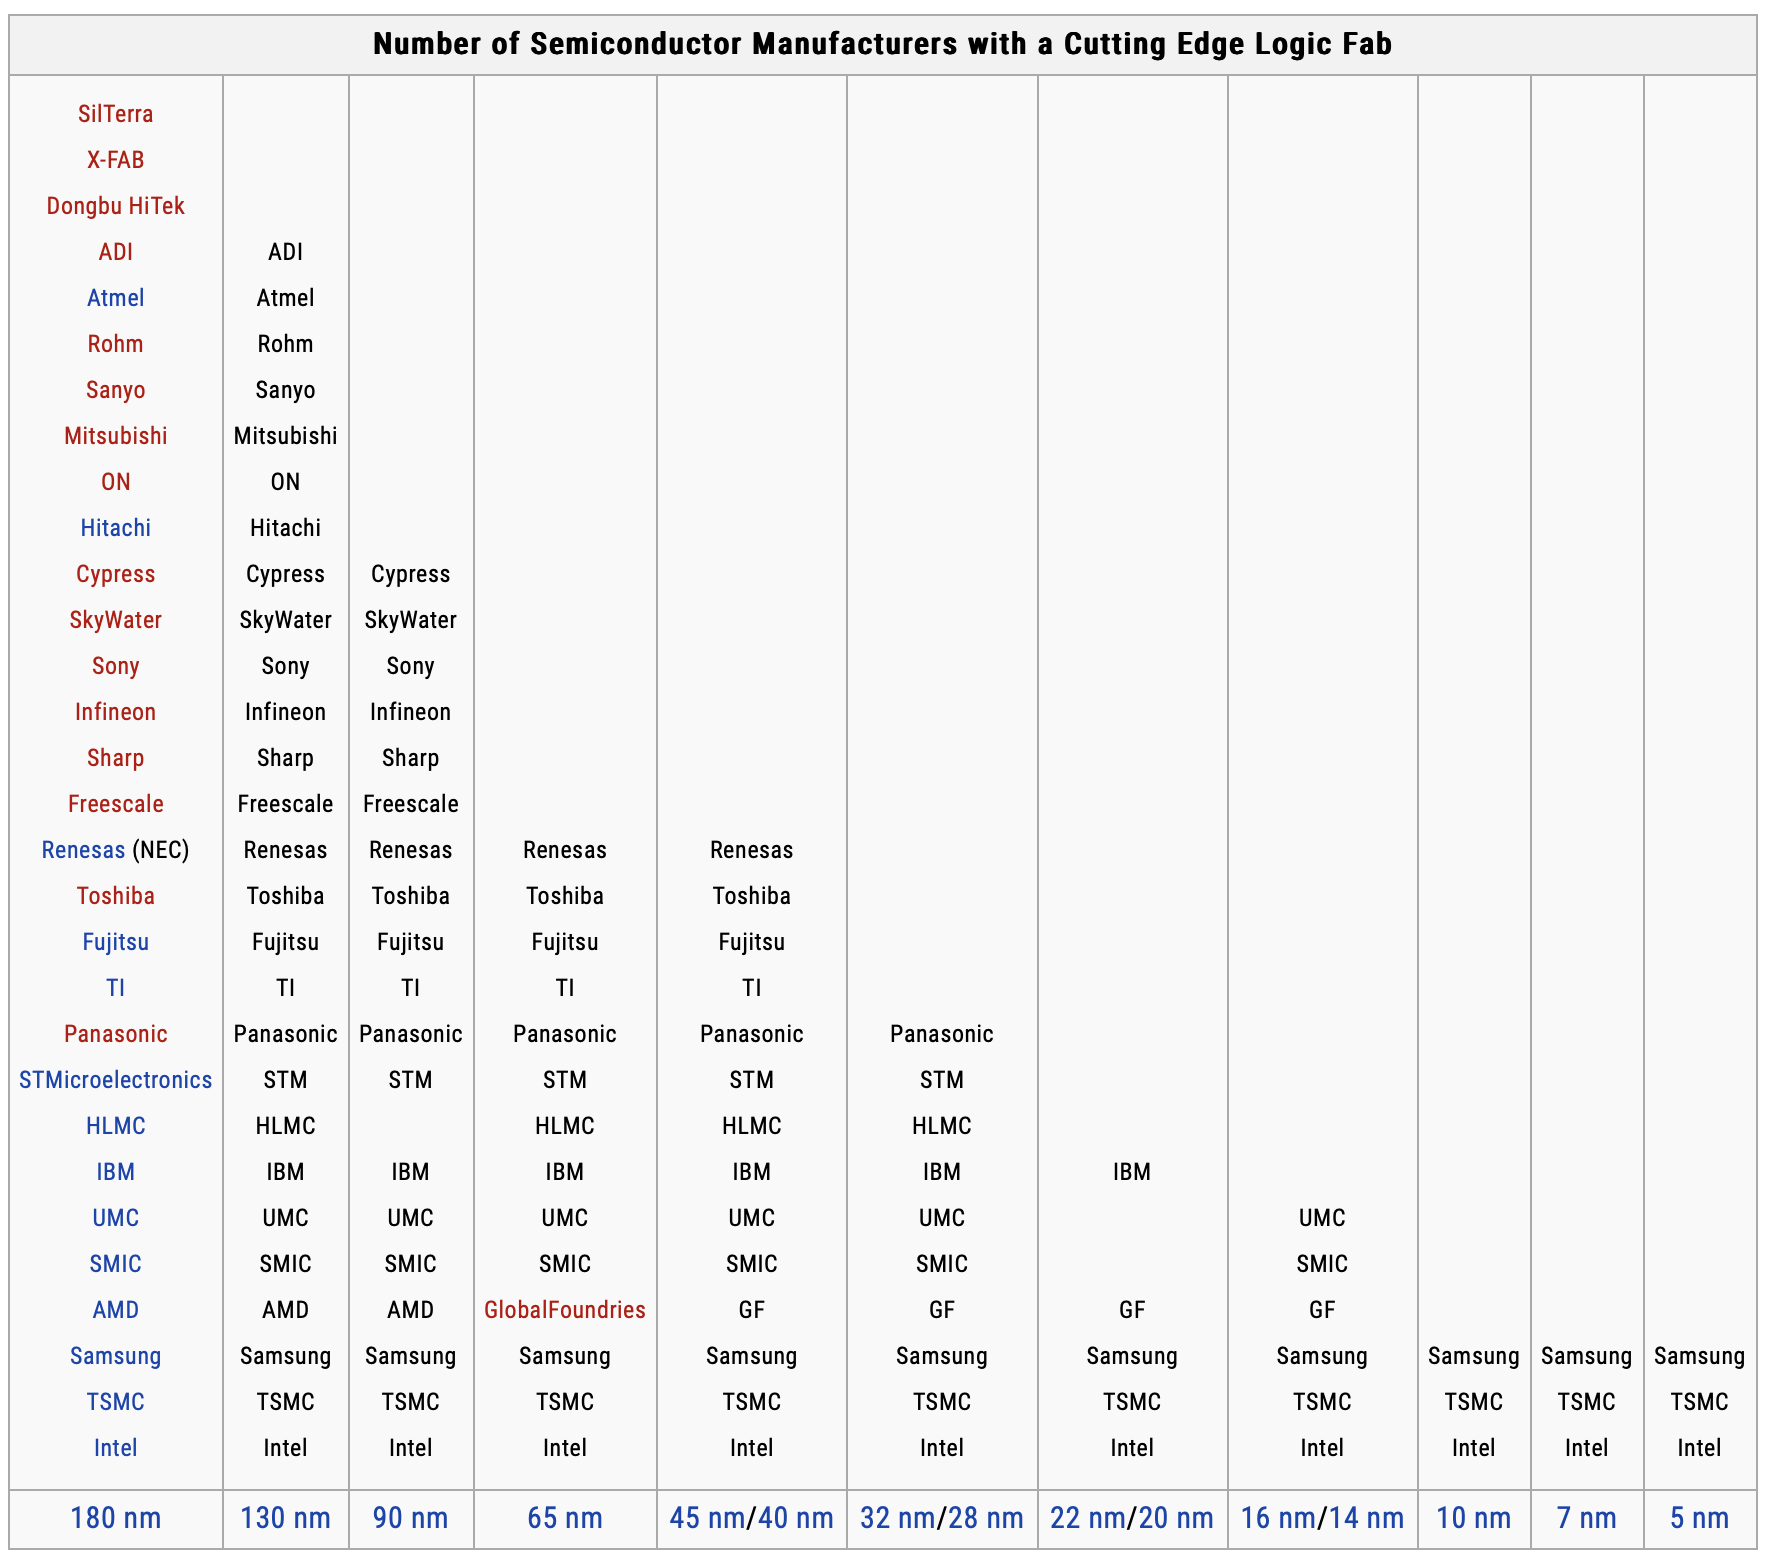 Number of Semiconductor Manufacturers with a Cutting Edge Logic Fab
SilTerra
X-FAB
Dongbu HiTek
ADI ADI
Atmel Atmel
Rohm Rohm
Sanyo Sanyo
Mitsubishi Mitsubishi
ON ON
Hitachi Hitachi
Cypress Cypress Cypress
SkyWater SkyWater SkyWater
Sony Sony Sony
Infineon Infineon Infineon
Sharp Sharp Sharp
Freescale Freescale Freescale
Renesas (NEC) Renesas Renesas Renesas Renesas
Toshiba Toshiba Toshiba Toshiba Toshiba
Fujitsu Fujitsu Fujitsu Fujitsu Fujitsu
TI TI TI TI TI
Panasonic Panasonic Panasonic Panasonic Panasonic Panasonic
STMicroelectronics STM STM STM STM STM
HLMC HLMC HLMC HLMC HLMC
IBM IBM IBM IBM IBM IBM IBM
UMC UMC UMC UMC UMC UMC UMC
SMIC SMIC SMIC SMIC SMIC SMIC SMIC
AMD AMD AMD GlobalFoundries GF GF GF GF
Samsung Samsung Samsung Samsung Samsung Samsung Samsung Samsung Samsung Samsung Samsung
TSMC TSMC TSMC TSMC TSMC TSMC TSMC TSMC TSMC TSMC TSMC
Intel Intel Intel Intel Intel Intel Intel Intel Intel Intel Intel
180 nm 130 nm 90 nm 65 nm 45 nm/40 nm 32 nm/28 nm 22 nm/20 nm 16 nm/14 nm 10 nm 7 nm 5 nm